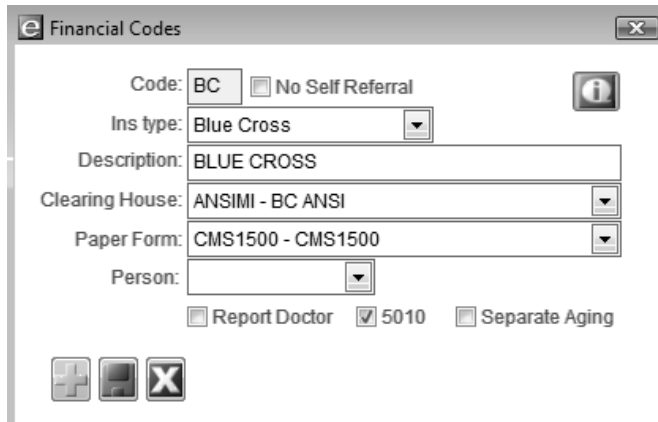 Financial Codes
Code: BC No Self Referral
Ins type: Blue Cross
Description: BLUE CROSS
Clearing House: ANSIMI - BC ANSI
Paper Form: CMS1500 - CMS1500
Person:
Report Doctor 5010 Separate Aging